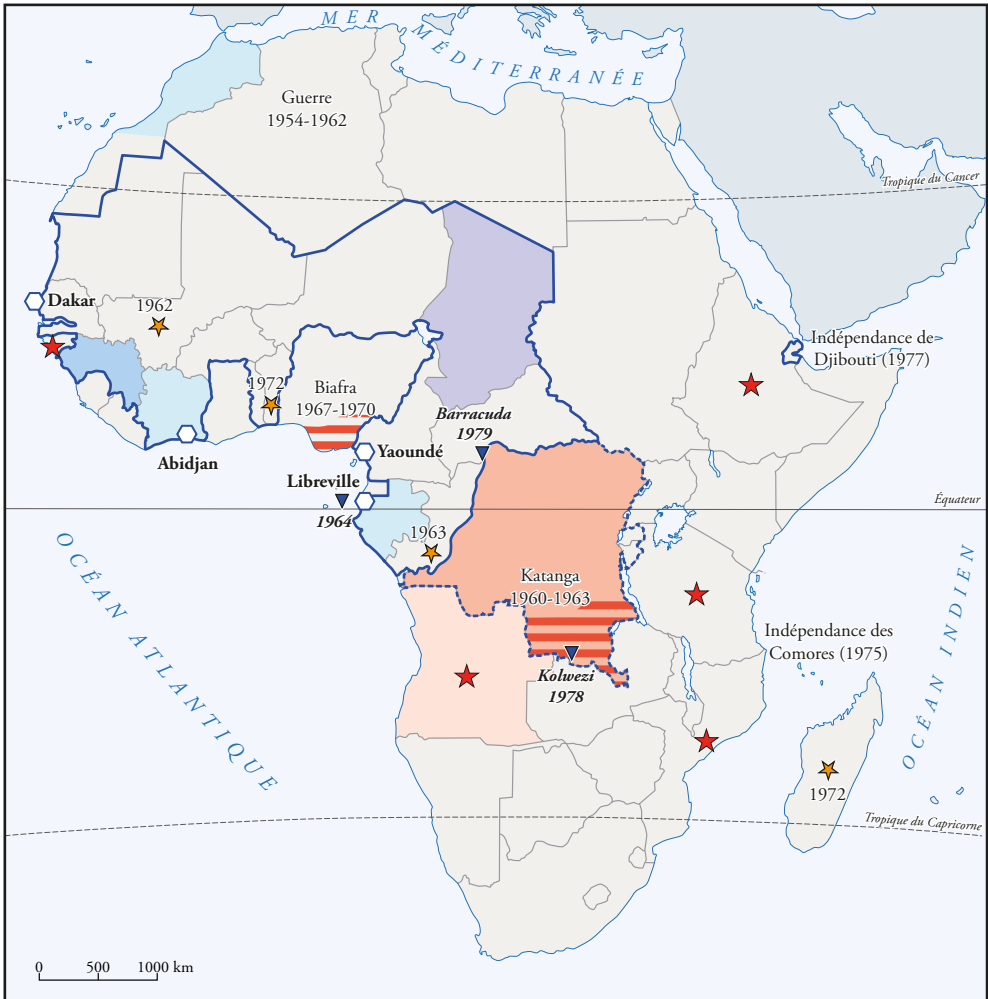 MER
MÉDITERRANÉE
Guerre
1954-1962
Tropique du Cancer
Dakar
1962
Indépendance de
Djibouti (1977)
1972
Biafra
1967-1970
Barracuda
1979
Abidjan
Yaoundé
Libreville
1964
Équateur
1963
OCÉAN ATLANTIQUE
OCÉAN INDIEN
Katanga
1960-1963
Indépendance des
Comores (1975)
Kolwezi
1978
1972
Tropique du Capricorne
0 500 1000 km